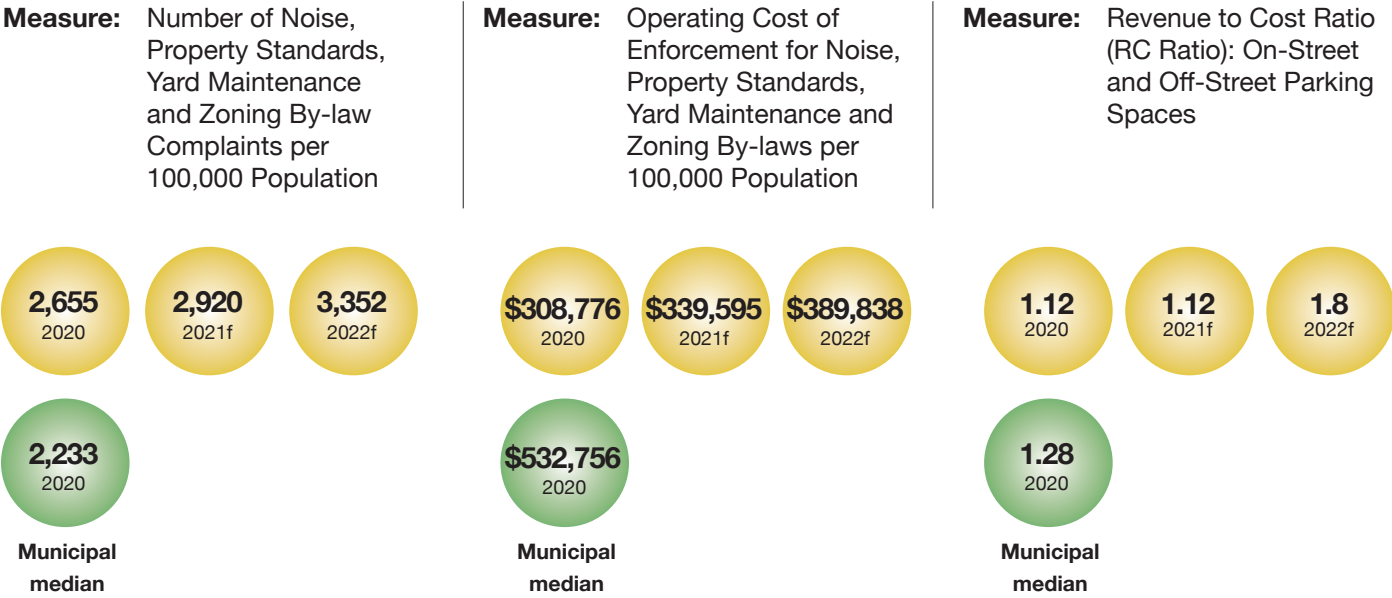 Measure: Number of Noise,
Property Standards,
Yard Maintenance
and Zoning By-law
Complaints per
100,000 Population
2,655
2020
2,920
2021f
3,352
2022f
2,233
2020
Municipal
median
Measure: Operating Cost of
Enforcement for Noise,
Property Standards,
Yard Maintenance and
Zoning By-laws per
100,000 Population
$308,776
2020
$339,595
2021f
$389,838
2022f
$532,756
2020
Municipal
median
Measure: Revenue to Cost Ratio
(RC Ratio): On-Street
and Off-Street Parking
Spaces
1.12
2020
1.12
2021f
1.8
2022f
1.28
2020
Municipal
median